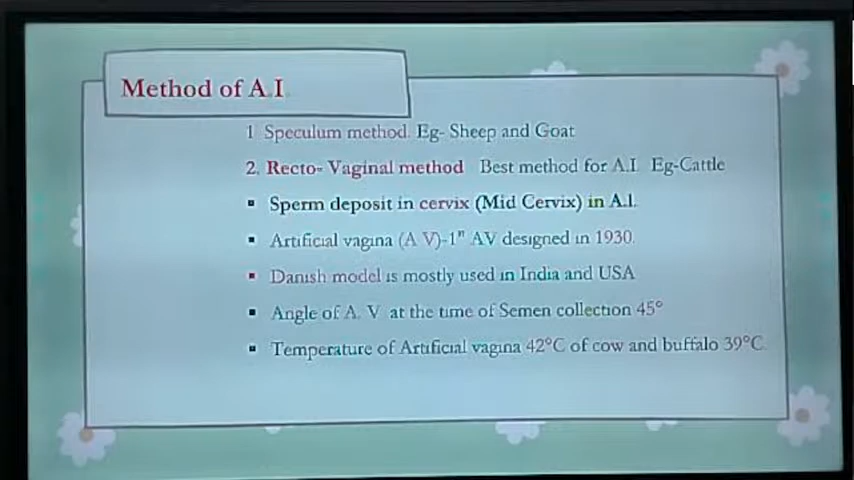 Method of A.I
1 Speculum method. Eg- Sheep and Goat
2. Recto- Vaginal method Best method for A.I. Eg-Cattle
▪ Sperm deposit in cervix (Mid Cervix) in A.I.
▪ Artificial vagina (A V)-1st AV designed in 1930.
▪ Danish model is mostly used in India and USA
▪ Angle of A. V at the time of Semen collection 45°
▪ Temperature of Artificial vagina 42°C of cow and buffalo 39°C.